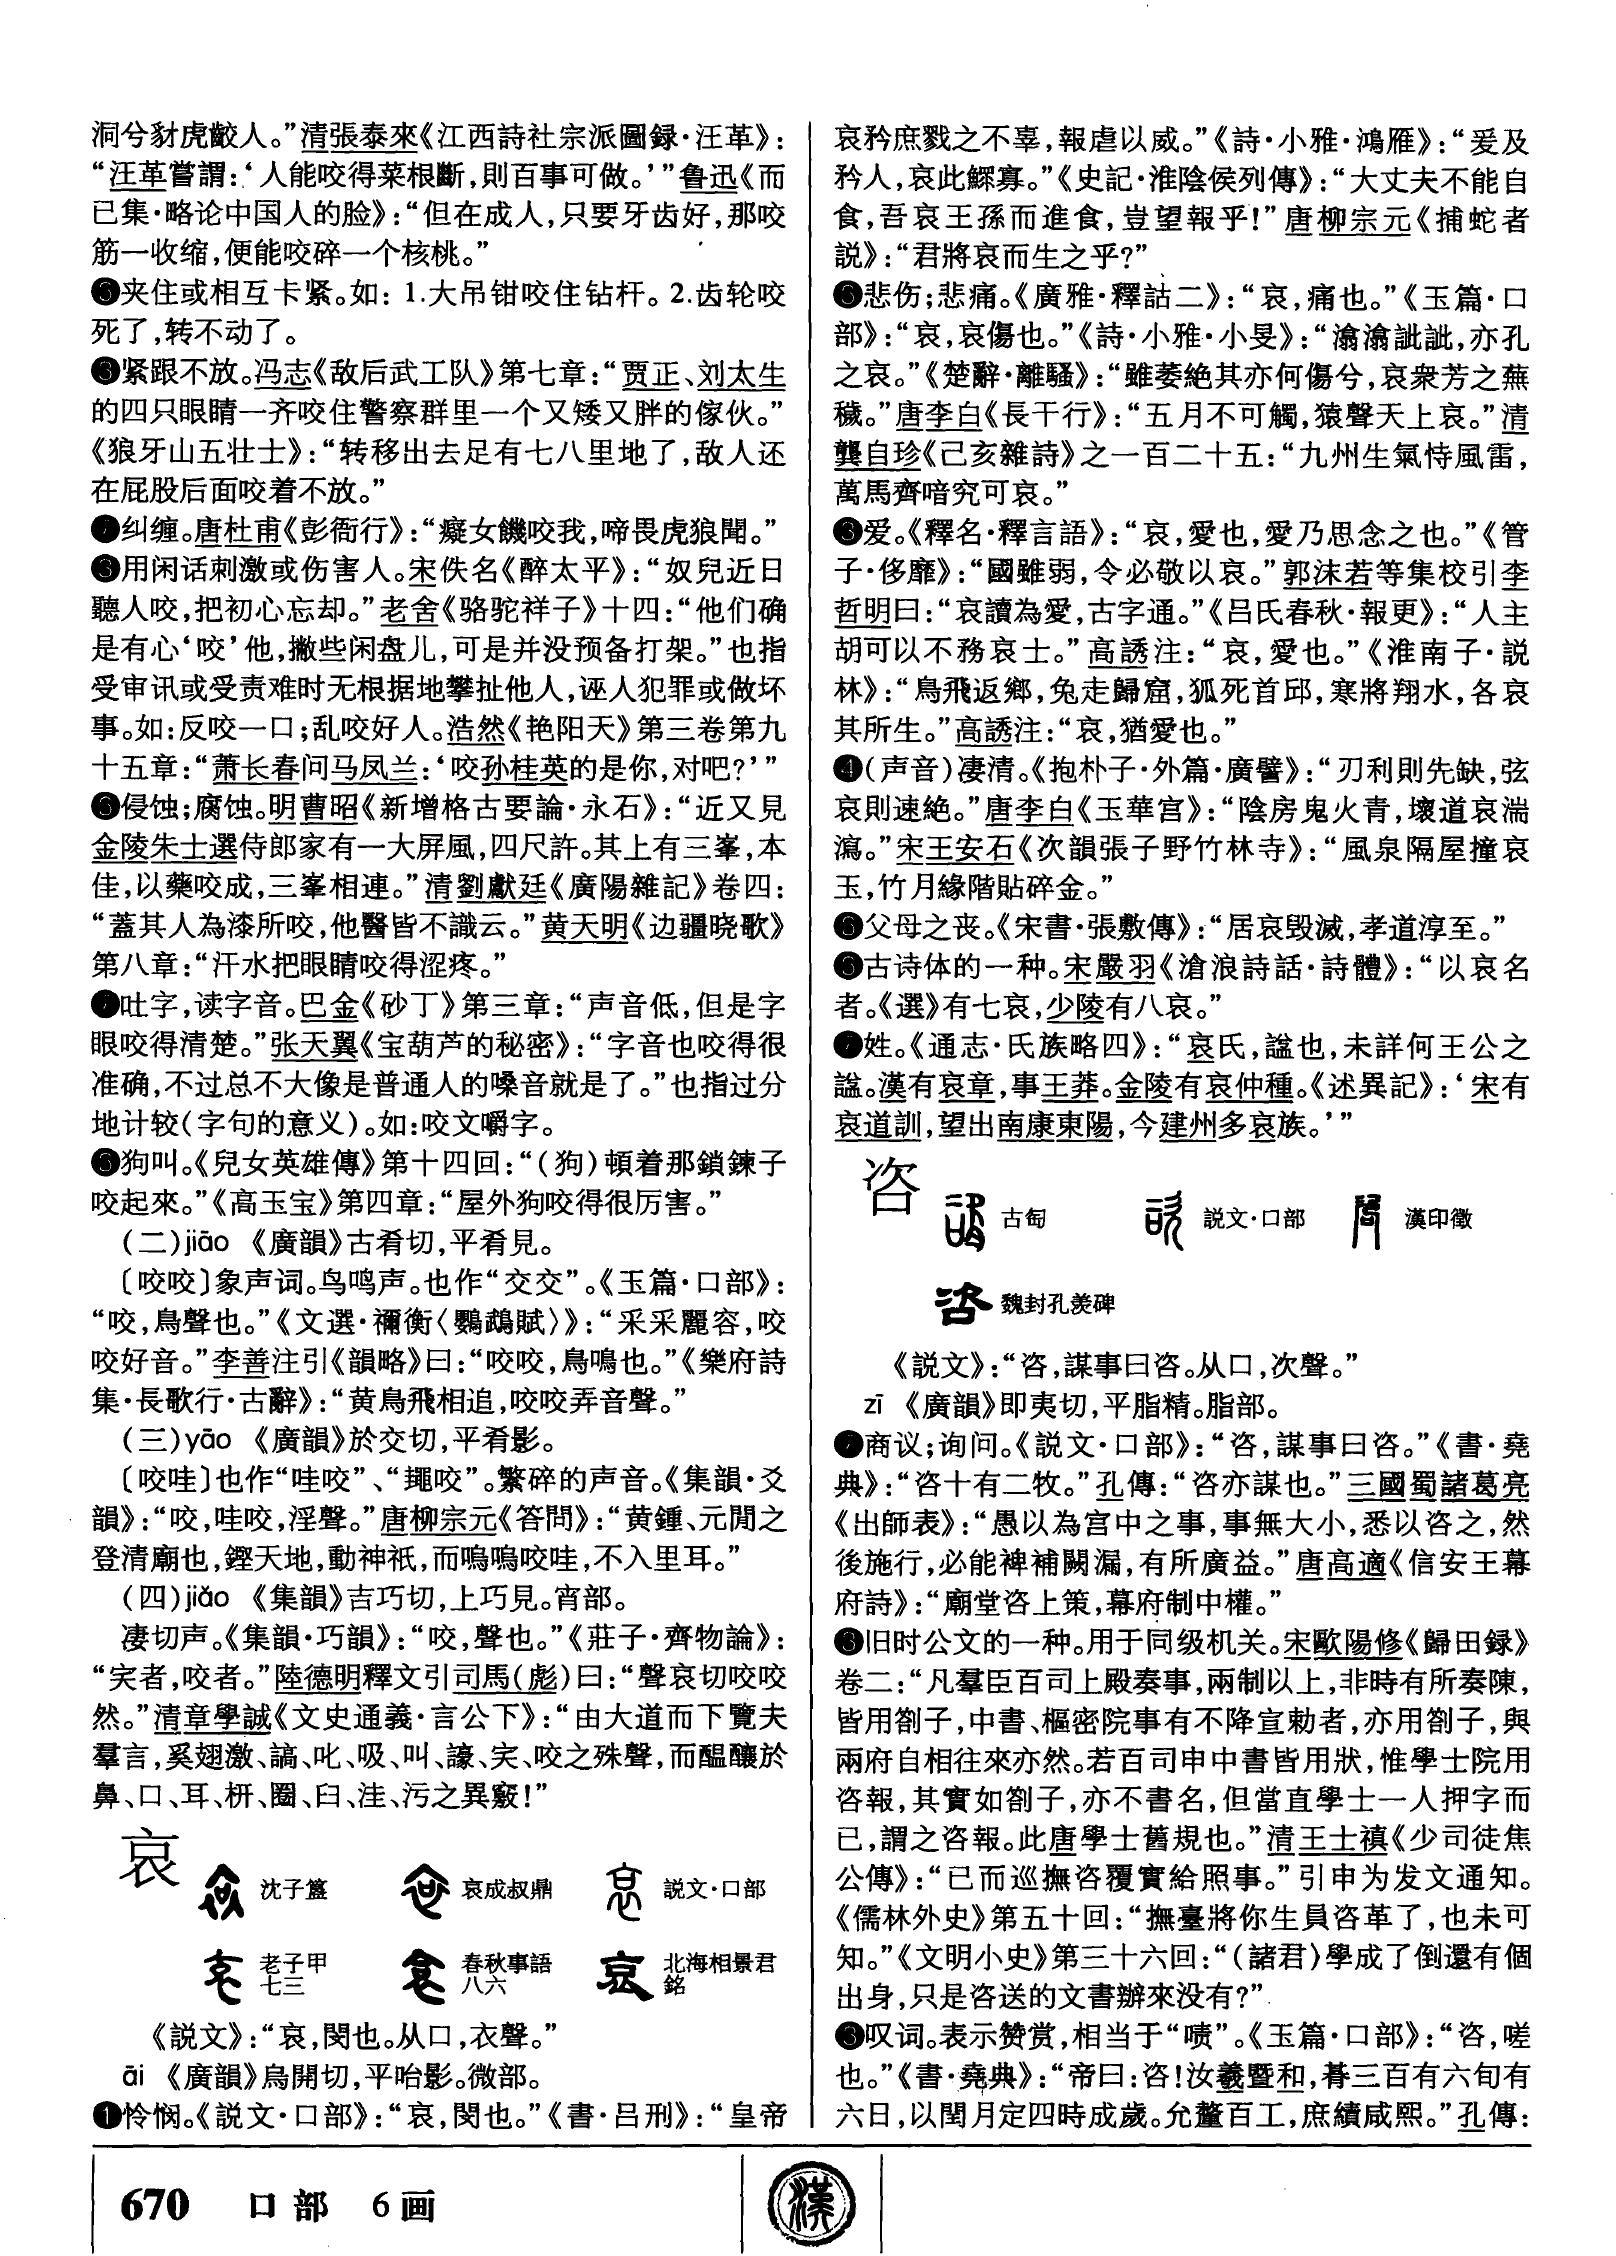 洞兮豺虎齩人。”清張泰來《江西詩社宗派圖録·汪革》：
“汪革嘗謂：‘人能咬得菜根斷，則百事可做。’”鲁迅《而
已集·略论中国人的脸》：“但在成人，只要牙齿好，那咬
筋一收缩，便能咬碎一个核桃。”
❻夹住或相互卡紧。如：1.大吊钳咬住钻杆。2.齿轮咬
死了，转不动了。
❸紧跟不放。冯志《敌后武工队》第七章：“贾正、刘太生
的四只眼睛一齐咬住警察群里一个又矮又胖的傢伙。”
《狼牙山五壮士》：“转移出去足有七八里地了，敌人还
在屁股后面咬着不放。”
❼纠缠。唐杜甫《彭衙行》：“癡女饑咬我，啼畏虎狼聞。”
❸用闲话刺激或伤害人。宋佚名《醉太平》：“奴兒近日
聽人咬，把初心忘却。”老舍《骆驼祥子》十四：“他们确
是有心‘咬’他，撇些闲盘儿，可是并没预备打架。”也指
受审讯或受责难时无根据地攀扯他人，诬人犯罪或做坏
事。如：反咬一口；乱咬好人。浩然《艳阳天》第三卷第九
十五章：“萧长春问马凤兰：‘咬孙桂英的是你，对吧？’”
❻侵蚀；腐蚀。明曹昭《新增格古要論·永石》：“近又見
金陵朱士選侍郎家有一大屏風，四尺許。其上有三峯，本
佳，以藥咬成，三峯相連。”清劉獻廷《廣陽雜記》卷四：
“蓋其人為漆所咬，他醫皆不識云。”黄天明《边疆晓歌》
第八章：“汗水把眼睛咬得涩疼。”
❼吐字，读字音。巴金《砂丁》第三章：“声音低，但是字
眼咬得清楚。”张天翼《宝葫芦的秘密》：“字音也咬得很
准确，不过总不大像是普通人的嗓音就是了。”也指过分
地计较（字句的意义）。如：咬文嚼字。
❻狗叫。《兒女英雄傳》第十四回：“（狗）頓着那鎖鍊子
咬起來。”《高玉宝》第四章：“屋外狗咬得很厉害。”
（二）jiāo 《廣韻》古肴切，平肴見。
〔咬咬〕象声词。鸟鸣声。也作“交交”。《玉篇·口部》：
“咬，鳥聲也。”《文選·禰衡〈鸚鵡賦〉》：“采采麗容，咬
咬好音。”李善注引《韻略》曰：“咬咬，鳥鳴也。”《樂府詩
集·長歌行·古辭》：“黄鳥飛相追，咬咬弄音聲。”
（三）yāo 《廣韻》於交切，平肴影。
〔咬哇〕也作“哇咬”、“䵷咬”。繁碎的声音。《集韻·爻
韻》：“咬，哇咬，淫聲。”唐柳宗元《答問》：“黄鍾、元閒之
登清廟也，鏗天地，動神祇，而嗚嗚咬哇，不入里耳。”
（四）jiǎo 《集韻》吉巧切，上巧見。宵部。
凄切声。《集韻·巧韻》：“咬，聲也。”《莊子·齊物論》：
“宎者，咬者。”陸德明釋文引司馬（彪）曰：“聲哀切咬咬
然。”清章學誠《文史通義·言公下》：“由大道而下覽夫
羣言，奚翅激、謞、叱、吸、叫、譹、宎、咬之殊聲，而醖釀於
鼻、口、耳、枅、圈、臼、洼、污之異竅！”
哀
沈子簋 哀成叔鼎 説文·口部
老子甲七三 春秋事語八六 北海相景君銘
《説文》：“哀，閔也。从口，衣聲。”
āi 《廣韻》烏開切，平咍影。微部。
❶怜悯。《説文·口部》：“哀，閔也。”《書·吕刑》：“皇帝
哀矜庶戮之不辜，報虐以威。”《詩·小雅·鴻雁》：“爰及
矜人，哀此鰥寡。”《史記·淮陰侯列傳》：“大丈夫不能自
食，吾哀王孫而進食，豈望報乎！”唐柳宗元《捕蛇者
説》：“君將哀而生之乎？”
❻悲伤；悲痛。《廣雅·釋詁二》：“哀，痛也。”《玉篇·口
部》：“哀，哀傷也。”《詩·小雅·小旻》：“潝潝訿訿，亦孔
之哀。”《楚辭·離騷》：“雖萎絶其亦何傷兮，哀衆芳之蕪
穢。”唐李白《長干行》：“五月不可觸，猿聲天上哀。”清
龔自珍《己亥雜詩》之一百二十五：“九州生氣恃風雷，
萬馬齊喑究可哀。”
❸爱。《釋名·釋言語》：“哀，愛也，愛乃思念之也。”《管
子·侈靡》：“國雖弱，令必敬以哀。”郭沫若等集校引李
哲明曰：“哀讀為愛，古字通。”《吕氏春秋·報更》：“人主
胡可以不務哀士。”高誘注：“哀，愛也。”《淮南子·説
林》：“鳥飛返鄉，兔走歸窟，狐死首邱，寒將翔水，各哀
其所生。”高誘注：“哀，猶愛也。”
❹（声音）凄清。《抱朴子·外篇·廣譬》：“刃利則先缺，弦
哀則速絶。”唐李白《玉華宫》：“陰房鬼火青，壞道哀湍
瀉。”宋王安石《次韻張子野竹林寺》：“風泉隔屋撞哀
玉，竹月緣階貼碎金。”
❻父母之丧。《宋書·張敷傳》：“居哀毁滅，孝道淳至。”
❻古诗体的一种。宋嚴羽《滄浪詩話·詩體》：“以哀名
者。《選》有七哀，少陵有八哀。”
❼姓。《通志·氏族略四》：“哀氏，謚也，未詳何王公之
謚。漢有哀章，事王莽。金陵有哀仲種。《述異記》：‘宋有
哀道訓，望出南康東陽，今建州多哀族。’”
咨
古匋 説文·口部 漢印徵
魏封孔羨碑
《説文》：“咨，謀事曰咨。从口，次聲。”
zī 《廣韻》即夷切，平脂精。脂部。
❼商议；询问。《説文·口部》：“咨，謀事曰咨。”《書·堯
典》：“咨十有二牧。”孔傳：“咨亦謀也。”三國蜀諸葛亮
《出師表》：“愚以為宫中之事，事無大小，悉以咨之，然
後施行，必能裨補闕漏，有所廣益。”唐高適《信安王幕
府詩》：“廟堂咨上策，幕府制中權。”
❸旧时公文的一种。用于同级机关。宋歐陽修《歸田録》
卷二：“凡羣臣百司上殿奏事，兩制以上，非時有所奏陳，
皆用劄子，中書、樞密院事有不降宣勅者，亦用劄子，與
兩府自相往來亦然。若百司申中書皆用狀，惟學士院用
咨報，其實如劄子，亦不書名，但當直學士一人押字而
已，謂之咨報。此唐學士舊規也。”清王士禛《少司徒焦
公傳》：“已而巡撫咨覆實給照事。”引申为发文通知。
《儒林外史》第五十回：“撫臺將你生員咨革了，也未可
知。”《文明小史》第三十六回：“（諸君）學成了倒還有個
出身，只是咨送的文書辦來没有？”
❸叹词。表示赞赏，相当于“啧”。《玉篇·口部》：“咨，嗟
也。”《書·堯典》：“帝曰：咨！汝羲暨和，朞三百有六旬有
六日，以閏月定四時成歲。允釐百工，庶績咸熙。”孔傳：
670 口部 6画
漢